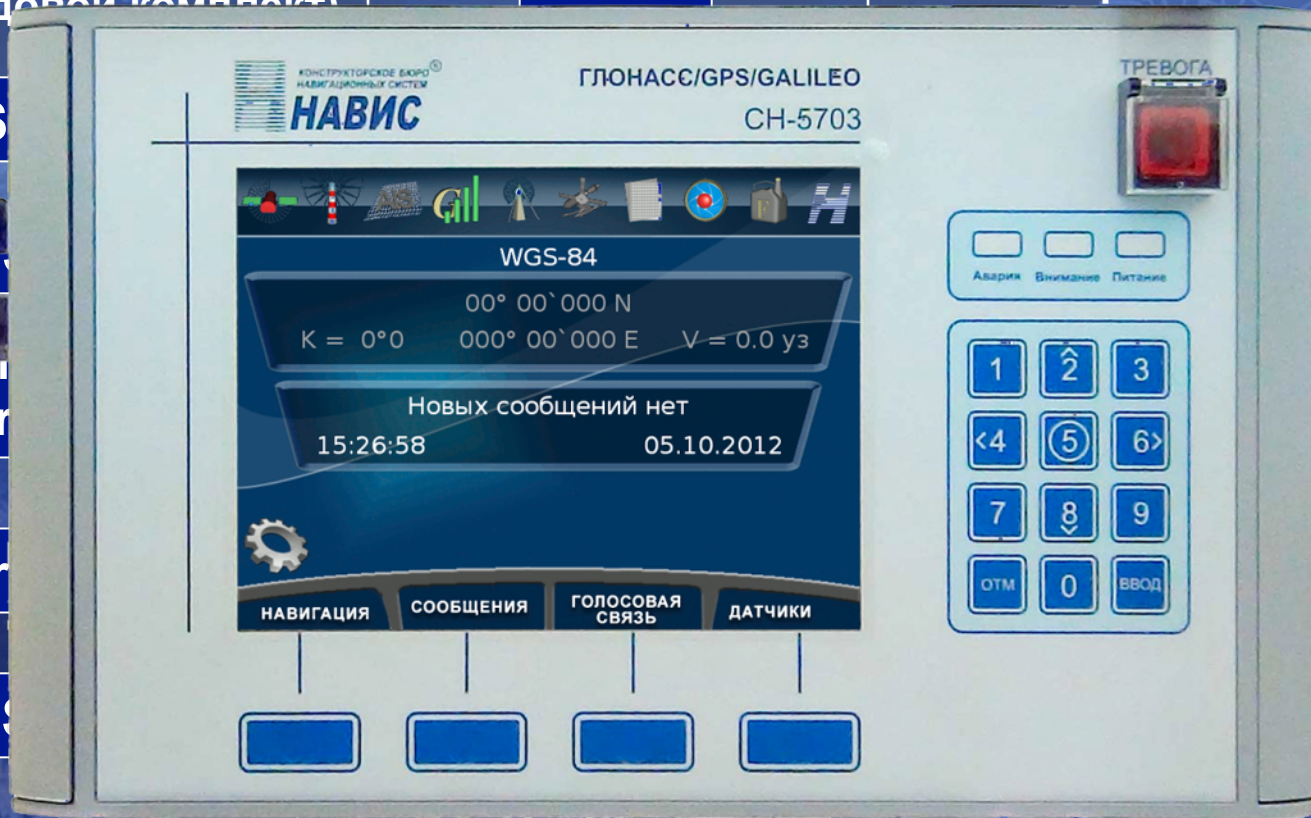 КОНСТРУКТОРСКОЕ БЮРО®
НАВИГАЦИОННЫХ СИСТЕМ
НАВИС
ГЛОНАСС/GPS/GALILEO
СН-5703
ТРЕВОГА
WGS-84
00° 00`000 N
K = 0°0 000° 00`000 E V = 0.0 уз
Новых сообщений нет
15:26:58 05.10.2012
НАВИГАЦИЯ
СООБЩЕНИЯ
ГОЛОСОВАЯ
СВЯЗЬ
ДАТЧИКИ
Авария Внимание Питание
1 2 3
<4 5 6>
7 8 9
ОТМ 0 ВВОД